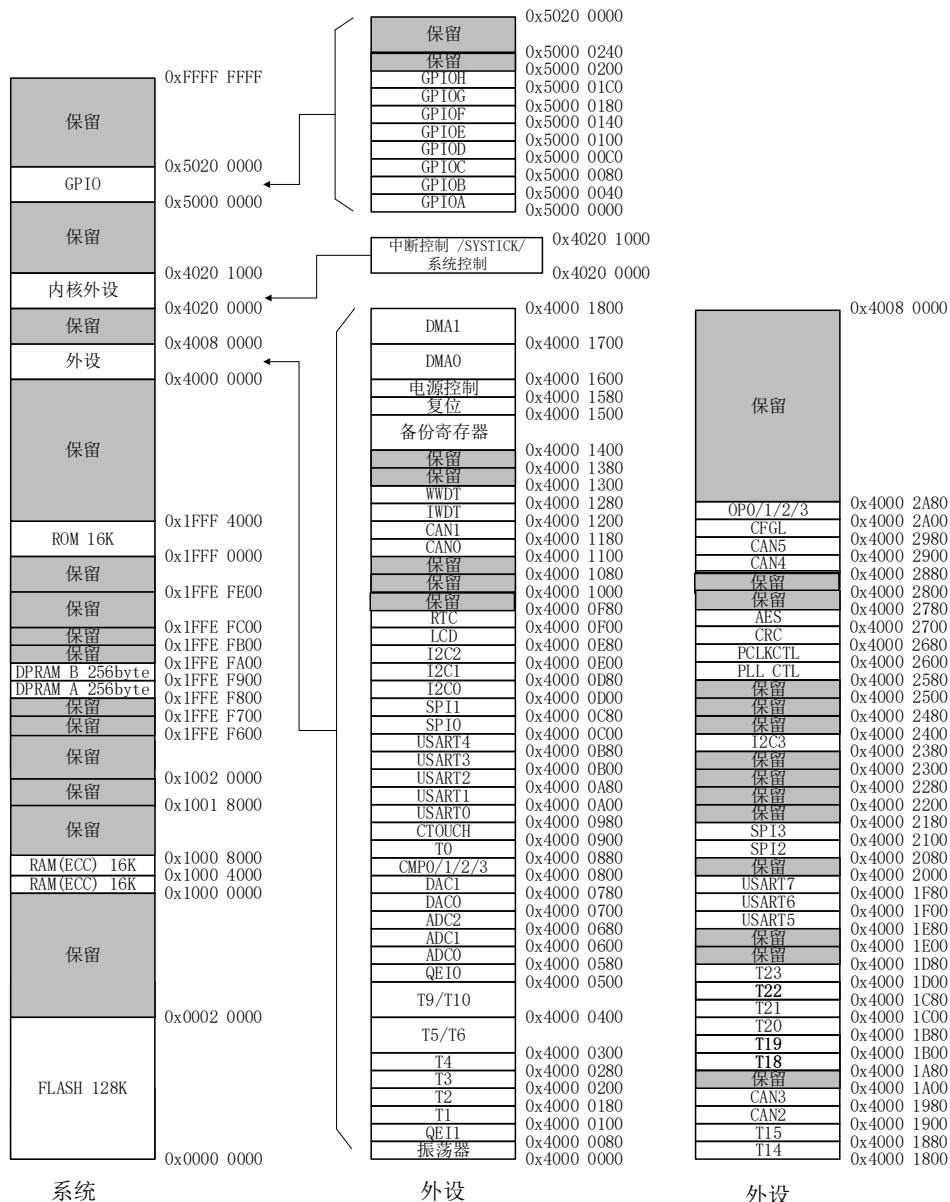 0xFFFF FFFF
保留
0x5020 0000
GPIO
0x5000 0000
保留
0x4020 1000
内核外设
0x4020 0000
保留
0x4008 0000
外设
0x4000 0000
保留
0x1FFF 4000
ROM 16K
0x1FFF 0000
保留
0x1FFE FE00
保留
0x1FFE FC00
保留
0x1FFE FB00
保留
0x1FFE FA00
DPRAM B 256byte
0x1FFE F900
DPRAM A 256byte
0x1FFE F800
保留
0x1FFE F700
保留
0x1FFE F600
保留
0x1002 0000
保留
0x1001 8000
保留
0x1000 8000
RAM(ECC) 16K
0x1000 4000
RAM(ECC) 16K
0x1000 0000
保留
0x0002 0000
FLASH 128K
0x0000 0000
系统
0x5020 0000
保留
0x5000 0240
保留
0x5000 0200
GPIOH
0x5000 01C0
GPIOG
0x5000 0180
GPIOF
0x5000 0140
GPIOE
0x5000 0100
GPIOD
0x5000 00C0
GPIOC
0x5000 0080
GPIOB
0x5000 0040
GPIOA
0x5000 0000
0x4020 1000
中断控制 /SYSTICK/
系统控制
0x4020 0000
0x4000 1800
DMA1
0x4000 1700
DMA0
0x4000 1600
电源控制
0x4000 1580
复位
0x4000 1500
备份寄存器
0x4000 1400
保留
0x4000 1380
保留
0x4000 1300
WWDT
0x4000 1280
IWDT
0x4000 1200
CAN1
0x4000 1180
CAN0
0x4000 1100
保留
0x4000 1080
保留
0x4000 1000
保留
0x4000 0F80
RTC
0x4000 0F00
LCD
0x4000 0E80
I2C2
0x4000 0E00
I2C1
0x4000 0D80
I2C0
0x4000 0D00
SPI1
0x4000 0C80
SPI0
0x4000 0C00
USART4
0x4000 0B80
USART3
0x4000 0B00
USART2
0x4000 0A80
USART1
0x4000 0A00
USART0
0x4000 0980
CTOUCH
0x4000 0900
T0
0x4000 0880
CMP0/1/2/3
0x4000 0800
DAC1
0x4000 0780
DAC0
0x4000 0700
ADC2
0x4000 0680
ADC1
0x4000 0600
ADC0
0x4000 0580
QEI0
0x4000 0500
T9/T10
0x4000 0400
T5/T6
0x4000 0300
T4
0x4000 0280
T3
0x4000 0200
T2
0x4000 0180
T1
0x4000 0100
QEI1
0x4000 0080
振荡器
0x4000 0000
外设
0x4008 0000
保留
0x4000 2A80
OP0/1/2/3
0x4000 2A00
CFGL
0x4000 2980
CAN5
0x4000 2900
CAN4
0x4000 2880
保留
0x4000 2800
保留
0x4000 2780
AES
0x4000 2700
CRC
0x4000 2680
PCLKCTL
0x4000 2600
PLL CTL
0x4000 2580
保留
0x4000 2500
保留
0x4000 2480
保留
0x4000 2400
I2C3
0x4000 2380
保留
0x4000 2300
保留
0x4000 2280
保留
0x4000 2200
保留
0x4000 2180
SPI3
0x4000 2100
SPI2
0x4000 2080
保留
0x4000 2000
USART7
0x4000 1F80
USART6
0x4000 1F00
USART5
0x4000 1E80
保留
0x4000 1E00
保留
0x4000 1D80
T23
0x4000 1D00
T22
0x4000 1C80
T21
0x4000 1C00
T20
0x4000 1B80
T19
0x4000 1B00
T18
0x4000 1A80
保留
0x4000 1A00
CAN3
0x4000 1980
CAN2
0x4000 1900
T15
0x4000 1880
T14
0x4000 1800
外设